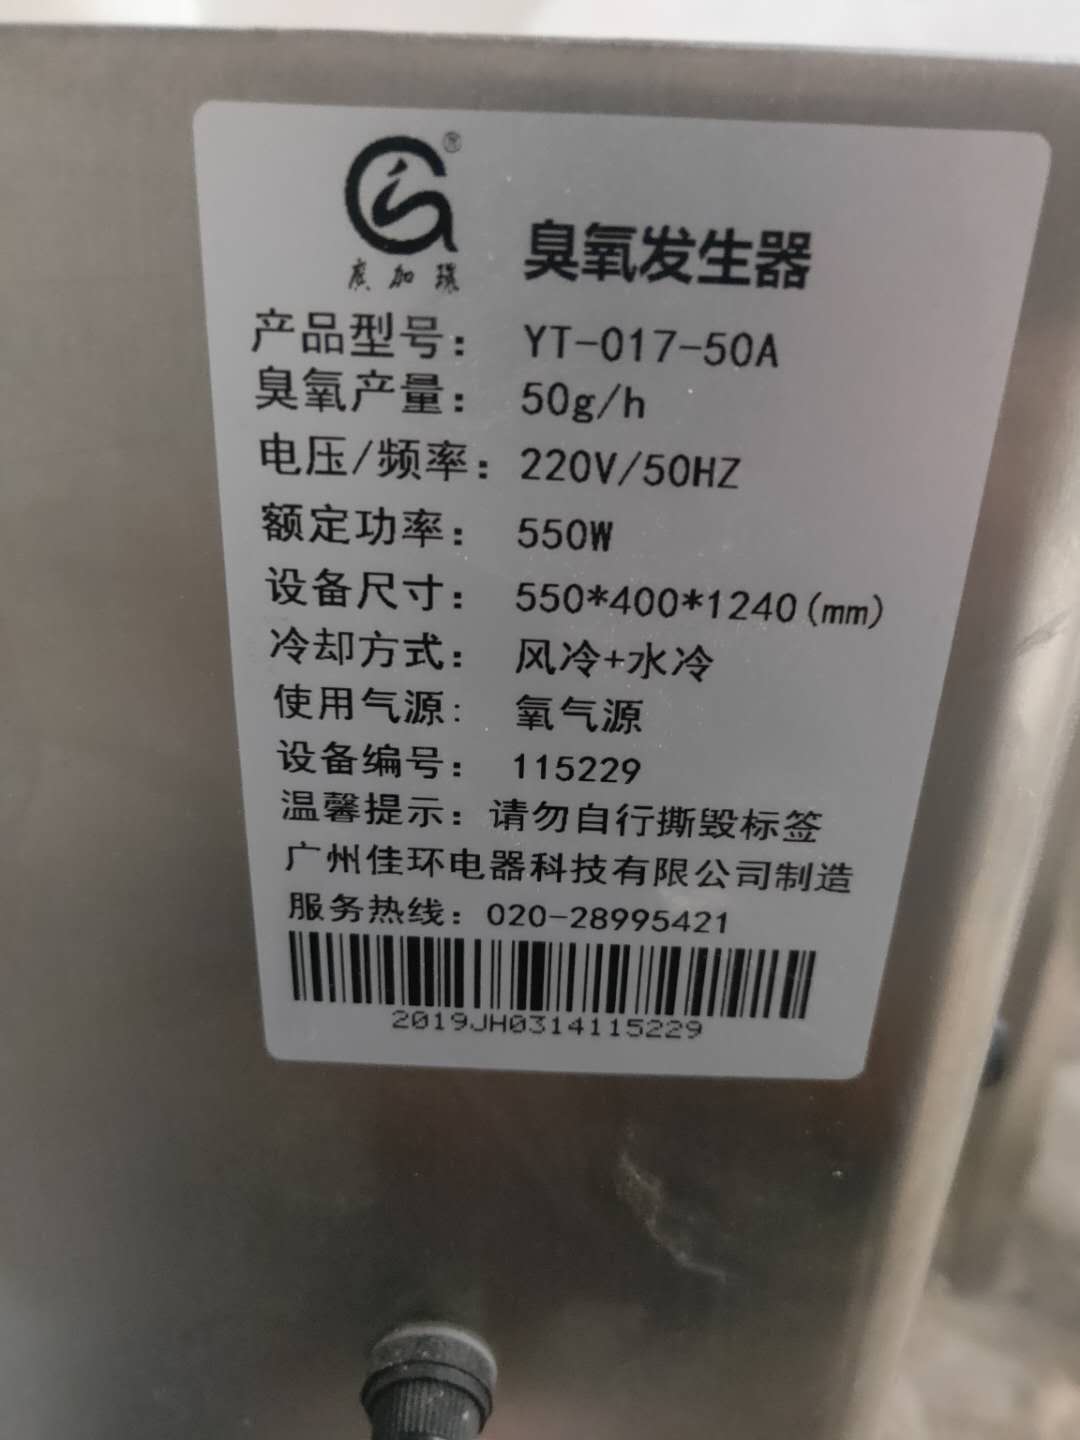 ®
广加环
臭氧发生器
产品型号： YT-017-50A
臭氧产量： 50g/h
电压/频率：220V/50HZ
额定功率： 550W
设备尺寸： 550*400*1240(mm)
冷却方式： 风冷+水冷
使用气源： 氧气源
设备编号： 115229
温馨提示：请勿自行撕毁标签
广州佳环电器科技有限公司制造
服务热线：020-28995421
2019JH0314115229